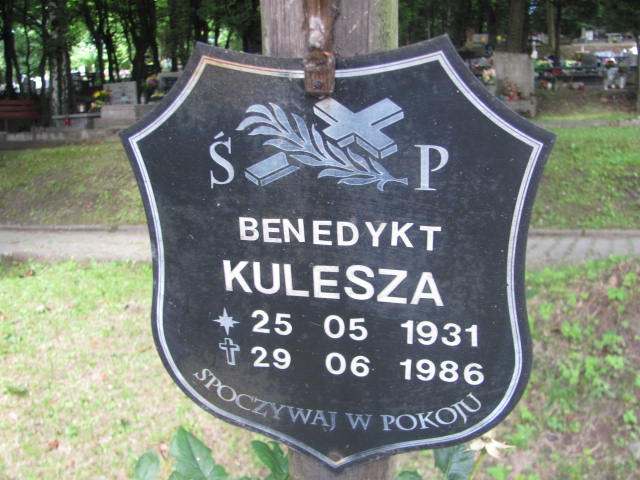 Ś P
BENEDYKT
KULESZA
25 05 1931
29 06 1986
SPOCZYWAJ W POKOJU